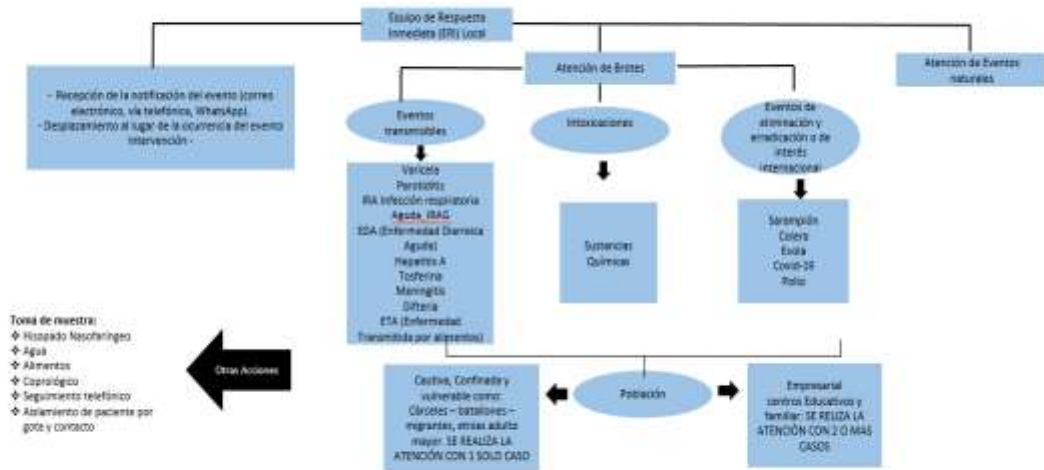 Equipo de Respuesta
Inmediata (ERI) Local
- Recepción de la notificación del evento (correo
electrónico, vía telefónica, WhatsApp).
- Desplazamiento al lugar de la ocurrencia del evento
intervención -
Atención de Brotes
Atención de Eventos
naturales
Eventos
transmisibles
Intoxicaciones
Eventos de
eliminación y
erradicación o de
interés
internacional
Varicela
Parotiditis
IRA Infección respiratoria
Aguda_IRAG
EDA (Enfermedad Diarreica
Aguda)
Hepatitis A
Tosferina
Meningitis
Difteria
ETA (Enfermedad
Transmitida por alimentos)
Sustancias
Químicas
Sarampión
Colera
Evola
Covid-19
Polio
Toma de muestra:
❖ Hisopado Nasofaríngeo
❖ Agua
❖ Alimentos
❖ Coprológico
❖ Seguimiento telefónico
❖ Aislamiento de paciente por
gote y contacto
Otras Acciones
Cautiva, Confinada y
vulnerable como:
Cárceles – batallones –
migrantes, etnias adulto
mayor: SE REALIZA LA
ATENCIÓN CON 1 SOLO CASO
Población
Empresarial
centros Educativos y
familiar: SE RELIZA LA
ATENCIÓN CON 2 O MAS
CASOS